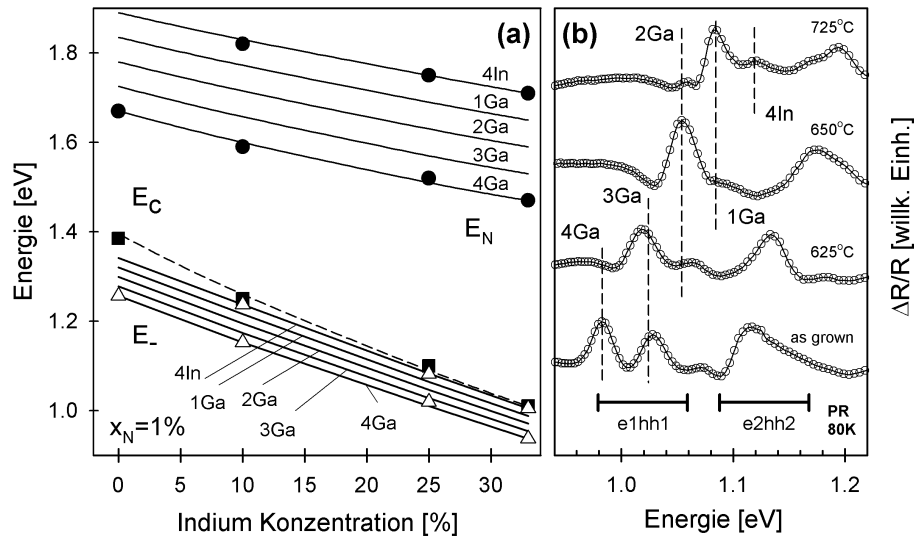 (a)
1.8
1.6
1.4
1.2
1.0
Energie [eV]
4In
1Ga
2Ga
3Ga
4Ga
E_C
E_N
E_-
4In
1Ga
2Ga
3Ga
4Ga
x_N=1%
0 5 10 15 20 25 30
Indium Konzentration [%]
(b)
2Ga
725°C
4In
650°C
3Ga
1Ga
4Ga
625°C
as grown
e1hh1
e2hh2
PR
80K
1.0 1.1 1.2
Energie [eV]
ΔR/R [willk. Einh.]